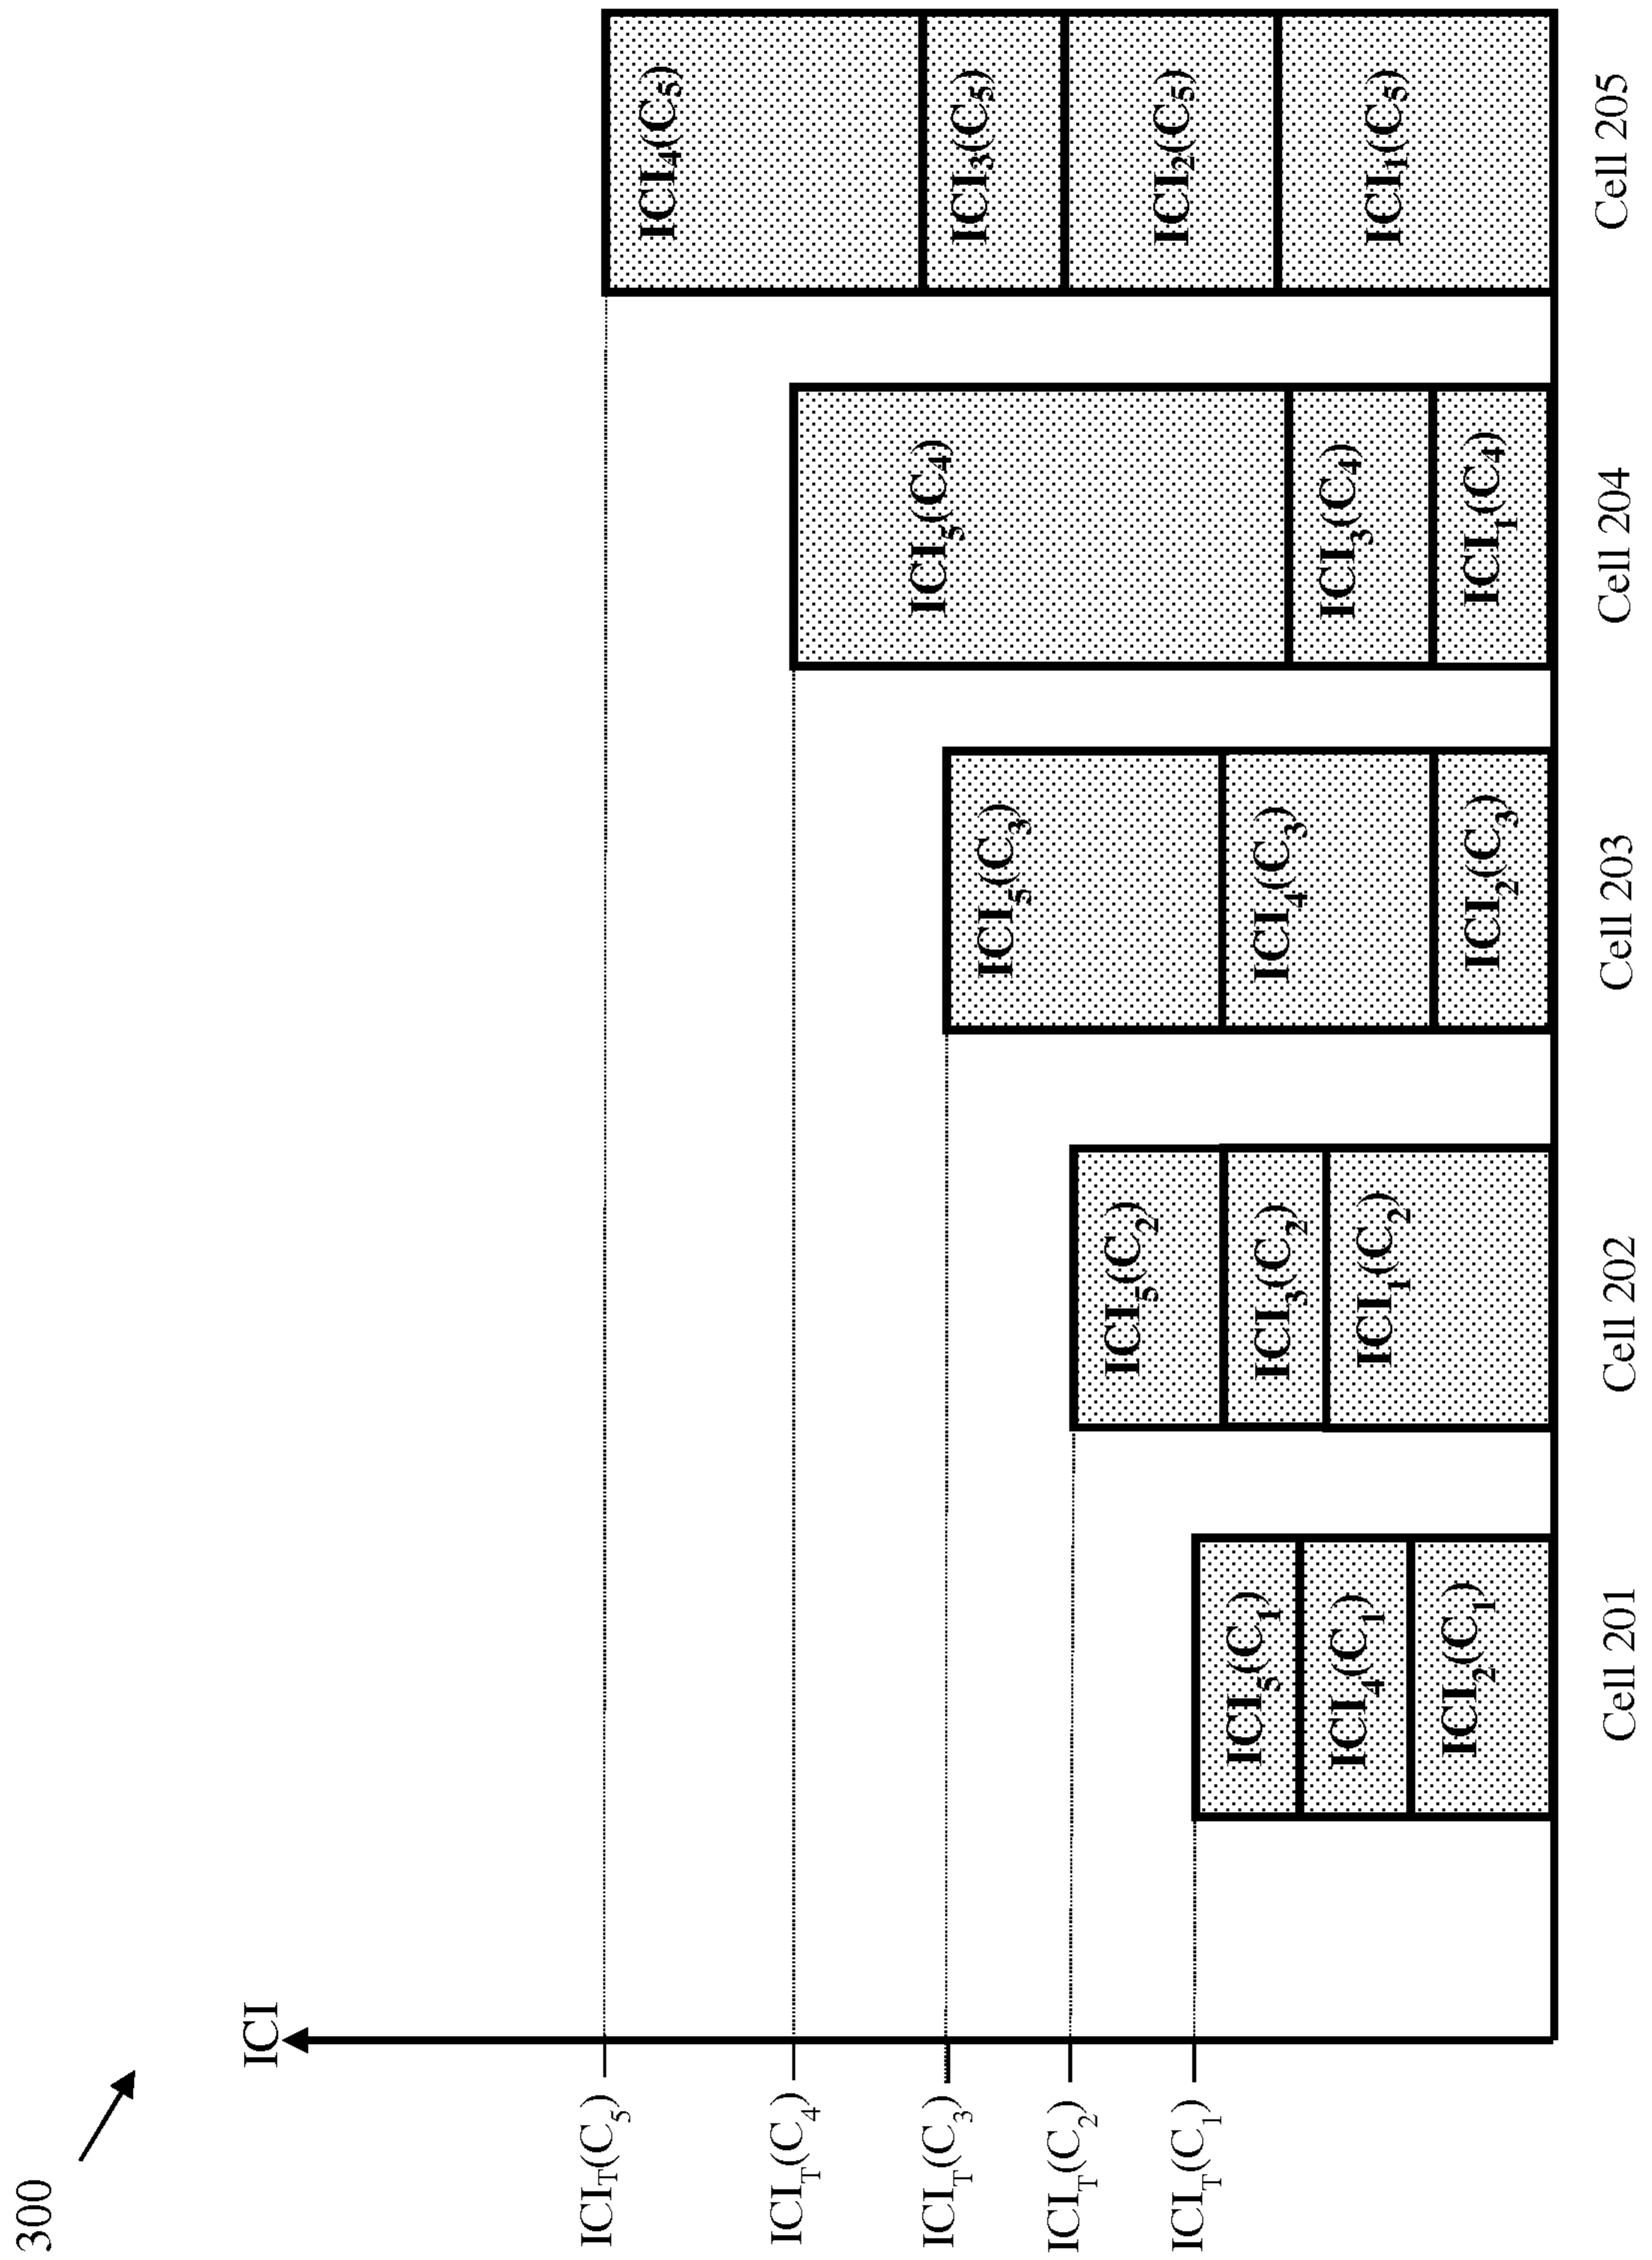 300
ICI
ICI_T(C_5)
ICI_T(C_4)
ICI_T(C_3)
ICI_T(C_2)
ICI_T(C_1)
ICI_5(C_1)
ICI_4(C_1)
ICI_2(C_1)
Cell 201
ICI_5(C_2)
ICI_3(C_2)
ICI_1(C_2)
Cell 202
ICI_5(C_3)
ICI_4(C_3)
ICI_2(C_3)
Cell 203
ICI_5(C_4)
ICI_3(C_4)
ICI_1(C_4)
Cell 204
ICI_4(C_5)
ICI_3(C_5)
ICI_2(C_5)
ICI_1(C_5)
Cell 205